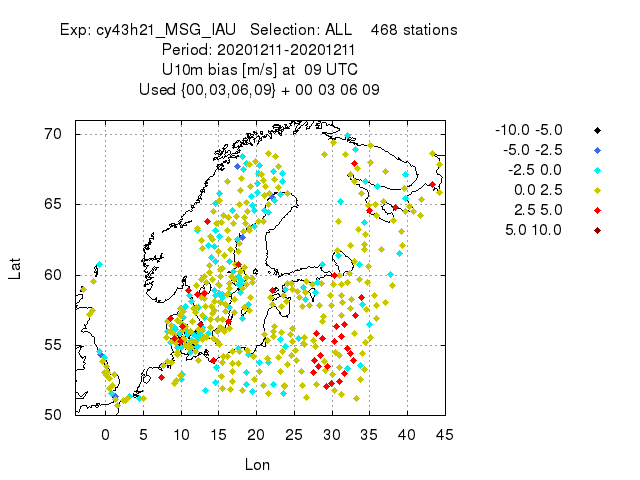 Exp: cy43h21_MSG_IAU Selection: ALL 468 stations
Period: 20201211-20201211
U10m bias [m/s] at 09 UTC
Used {00,03,06,09} + 00 03 06 09
70
65
60
55
50
Lat
0 5 10 15 20 25 30 35 40 45
Lon
-10.0 -5.0
-5.0 -2.5
-2.5 0.0
0.0 2.5
2.5 5.0
5.0 10.0